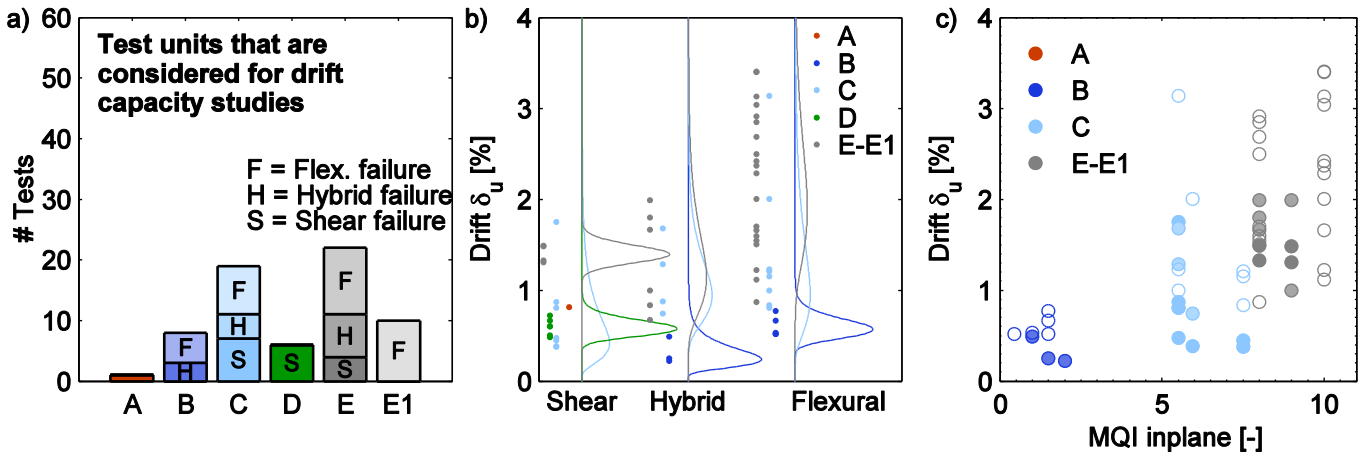 a)
60
50
40
30
20
10
0
# Tests
Test units that are
considered for drift
capacity studies
F = Flex. failure
H = Hybrid failure
S = Shear failure
F
H
F
H
S
S
F
H
S
F
A
B
C
D
E
E1
b)
4
3
2
1
0
Drift δu [%]
A
B
C
D
E-E1
Shear
Hybrid
Flexural
c)
4
3
2
1
0
Drift δu [%]
A
B
C
E-E1
0
5
10
MQI inplane [-]